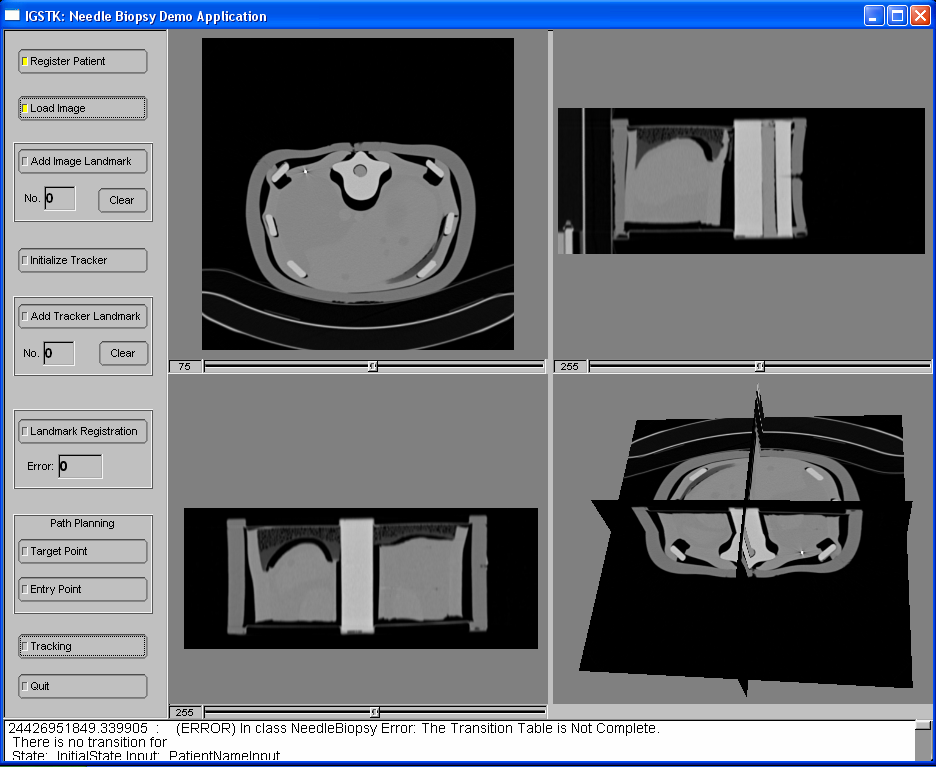 IGSTK: Needle Biopsy Demo Application
Register Patient
Load Image
Add Image Landmark
No. 0 Clear
Initialize Tracker
Add Tracker Landmark
No. 0 Clear
Landmark Registration
Error: 0
Path Planning
Target Point
Entry Point
Tracking
Quit
75
255
255
24426951849.339905 : (ERROR) In class NeedleBiopsy Error: The Transition Table is Not Complete.
There is no transition for
State: InitialState Input: PatientNameInput